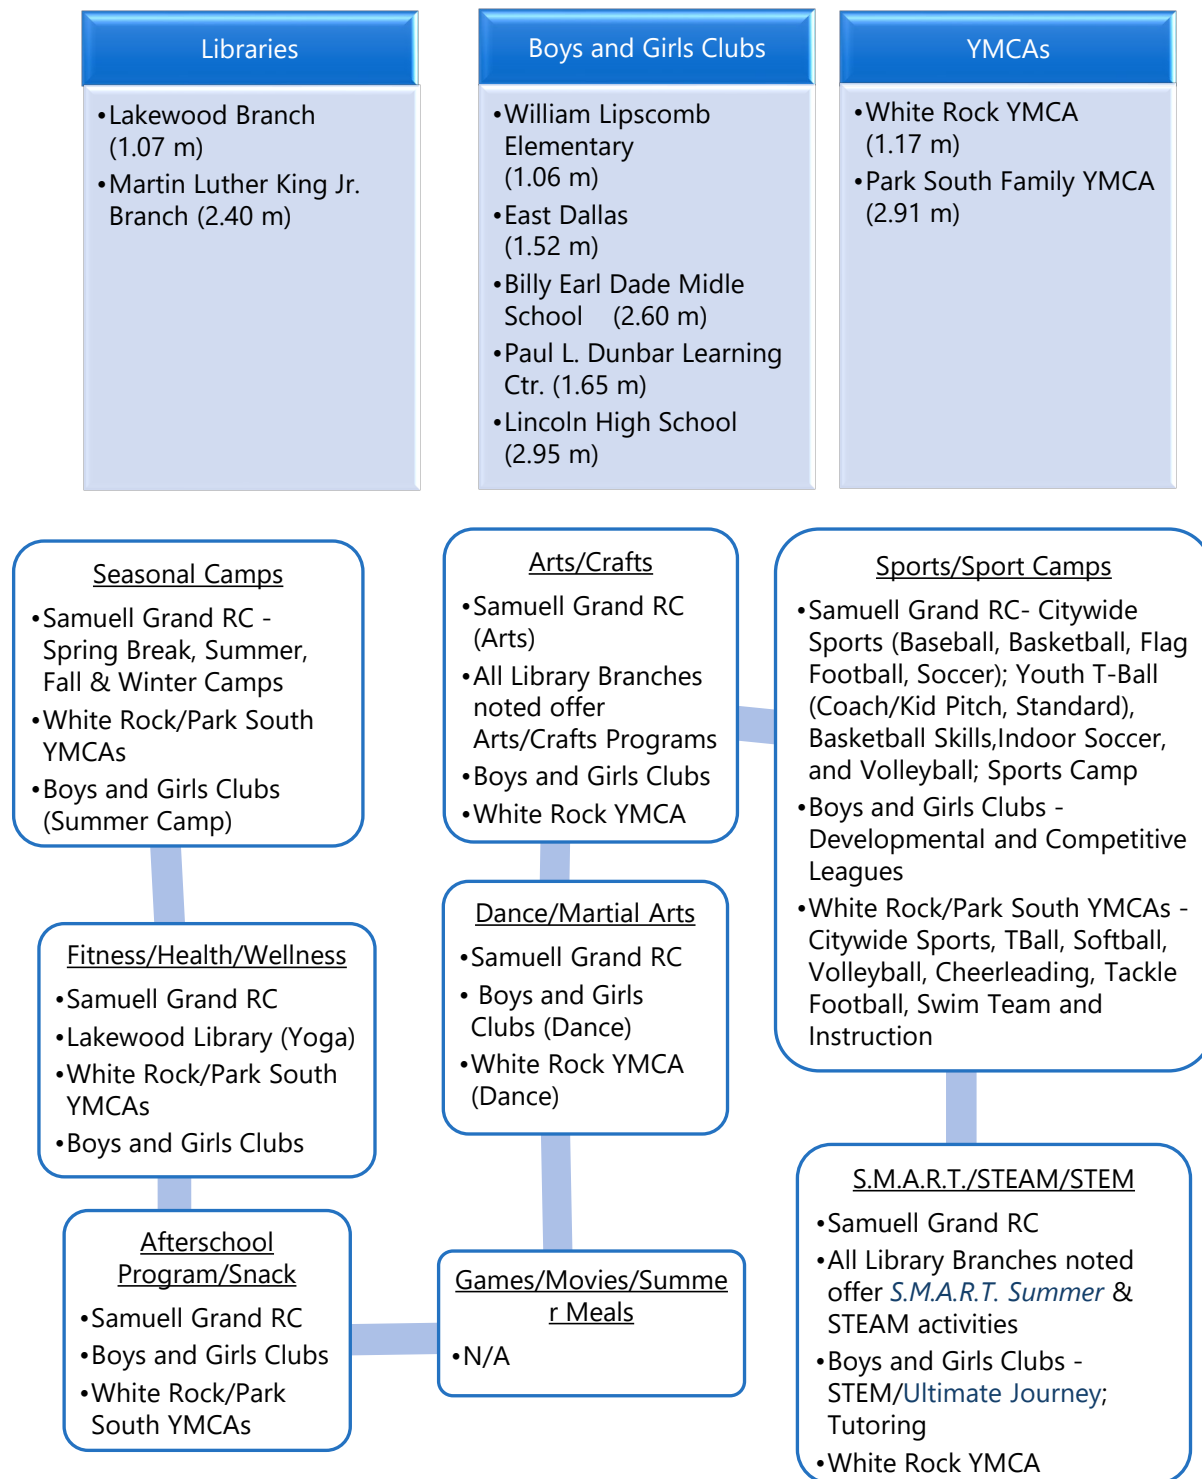 Libraries
•Lakewood Branch
(1.07 m)
•Martin Luther King Jr.
Branch (2.40 m)
Boys and Girls Clubs
•William Lipscomb
Elementary
(1.06 m)
•East Dallas
(1.52 m)
•Billy Earl Dade Midle
School (2.60 m)
•Paul L. Dunbar Learning
Ctr. (1.65 m)
•Lincoln High School
(2.95 m)
YMCAs
•White Rock YMCA
(1.17 m)
•Park South Family YMCA
(2.91 m)
Seasonal Camps
•Samuell Grand RC -
Spring Break, Summer,
Fall & Winter Camps
•White Rock/Park South
YMCAs
•Boys and Girls Clubs
(Summer Camp)
Fitness/Health/Wellness
•Samuell Grand RC
•Lakewood Library (Yoga)
•White Rock/Park South
YMCAs
•Boys and Girls Clubs
Afterschool
Program/Snack
•Samuell Grand RC
•Boys and Girls Clubs
•White Rock/Park
South YMCAs
Games/Movies/Summe
r Meals
•N/A
Dance/Martial Arts
•Samuell Grand RC
• Boys and Girls
Clubs (Dance)
•White Rock YMCA
(Dance)
Arts/Crafts
•Samuell Grand RC
(Arts)
•All Library Branches
noted offer
Arts/Crafts Programs
•Boys and Girls Clubs
•White Rock YMCA
Sports/Sport Camps
•Samuell Grand RC- Citywide
Sports (Baseball, Basketball, Flag
Football, Soccer); Youth T-Ball
(Coach/Kid Pitch, Standard),
Basketball Skills,Indoor Soccer,
and Volleyball; Sports Camp
•Boys and Girls Clubs -
Developmental and Competitive
Leagues
•White Rock/Park South YMCAs -
Citywide Sports, TBall, Softball,
Volleyball, Cheerleading, Tackle
Football, Swim Team and
Instruction
S.M.A.R.T./STEAM/STEM
•Samuell Grand RC
•All Library Branches noted
offer S.M.A.R.T. Summer &
STEAM activities
•Boys and Girls Clubs -
STEM/Ultimate Journey;
Tutoring
•White Rock YMCA